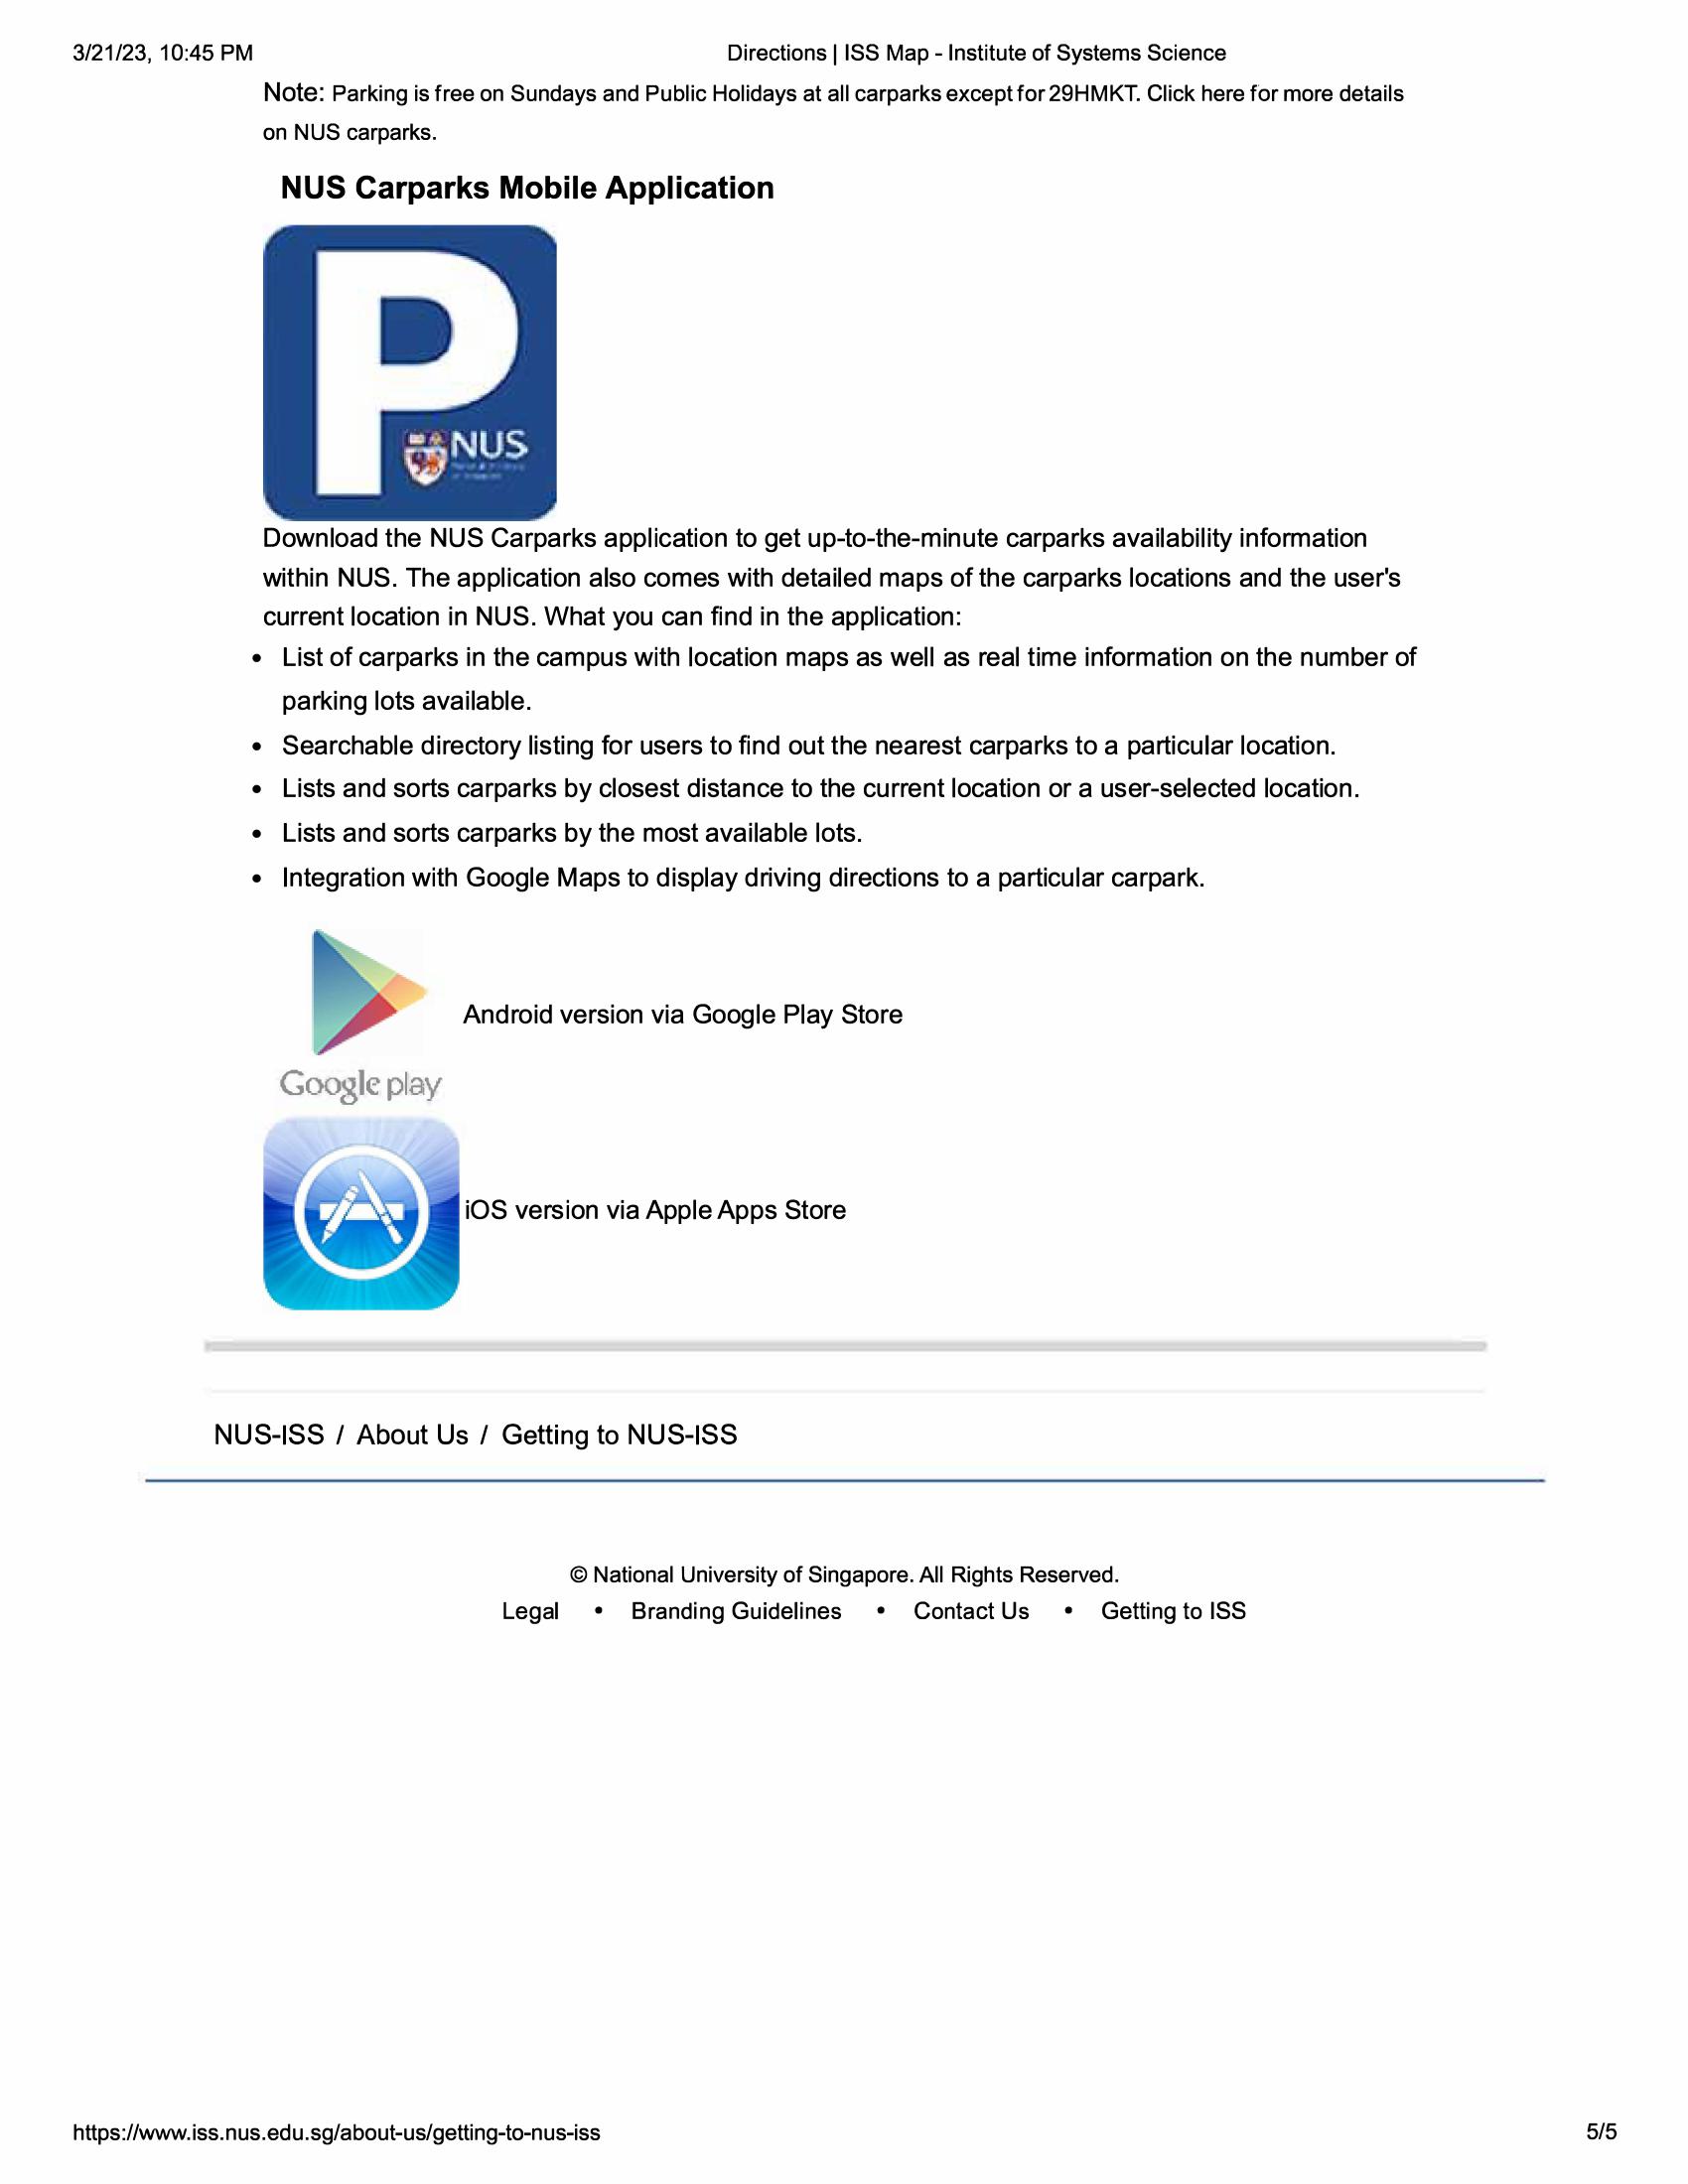 3/21/23, 10:45 PM
Directions | ISS Map - Institute of Systems Science
Note: Parking is free on Sundays and Public Holidays at all carparks except for 29HMKT. Click here for more details
on NUS carparks.
NUS Carparks Mobile Application
P
NUS
Download the NUS Carparks application to get up-to-the-minute carparks availability information
within NUS. The application also comes with detailed maps of the carparks locations and the user's
current location in NUS. What you can find in the application:
• List of carparks in the campus with location maps as well as real time information on the number of
parking lots available.
• Searchable directory listing for users to find out the nearest carparks to a particular location.
• Lists and sorts carparks by closest distance to the current location or a user-selected location.
• Lists and sorts carparks by the most available lots.
• Integration with Google Maps to display driving directions to a particular carpark.
Android version via Google Play Store
Google play
iOS version via Apple Apps Store
NUS-ISS / About Us / Getting to NUS-ISS
© National University of Singapore. All Rights Reserved.
Legal • Branding Guidelines • Contact Us • Getting to ISS
https://www.iss.nus.edu.sg/about-us/getting-to-nus-iss
5/5